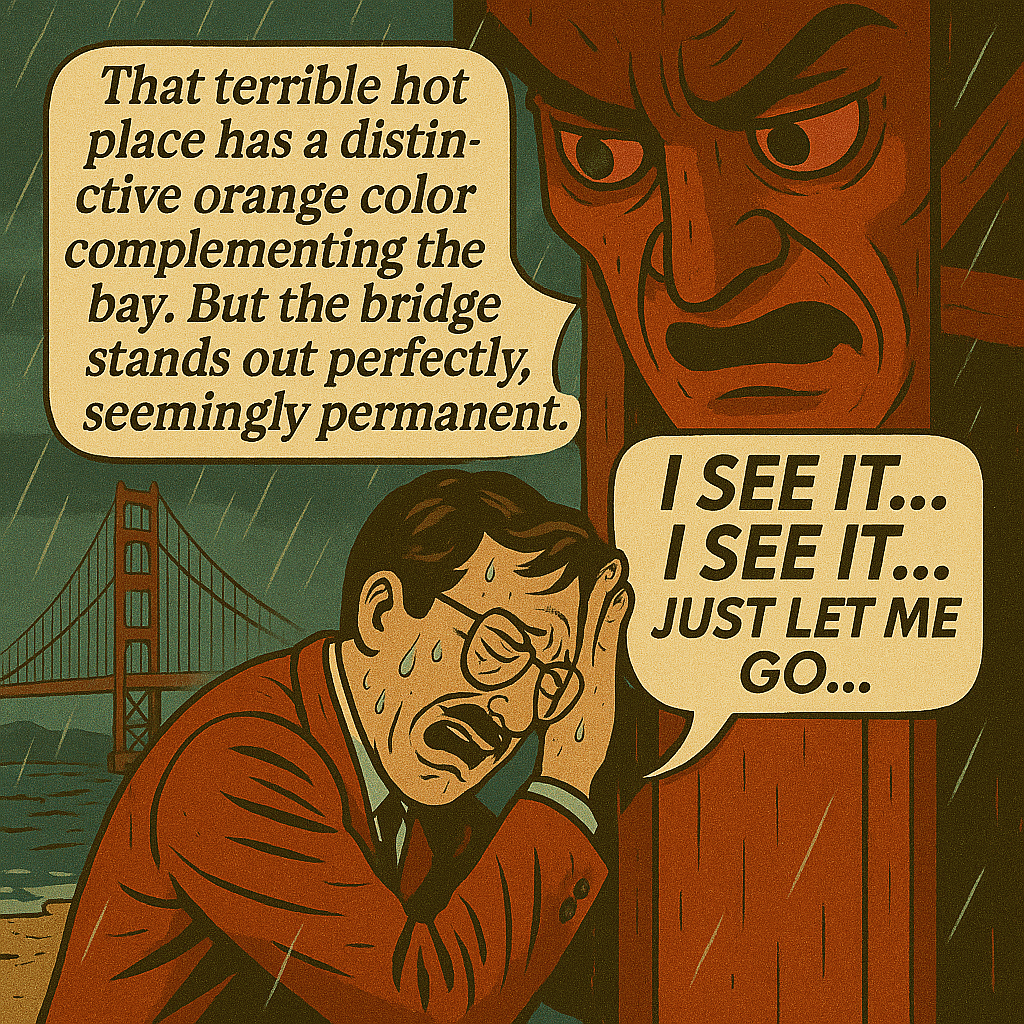 That terrible hot
place has a distin-
ctive orange color
complementing the
bay. But the bridge
stands out perfectly,
seemingly permanent.
I SEE IT...
I SEE IT...
JUST LET ME
GO...